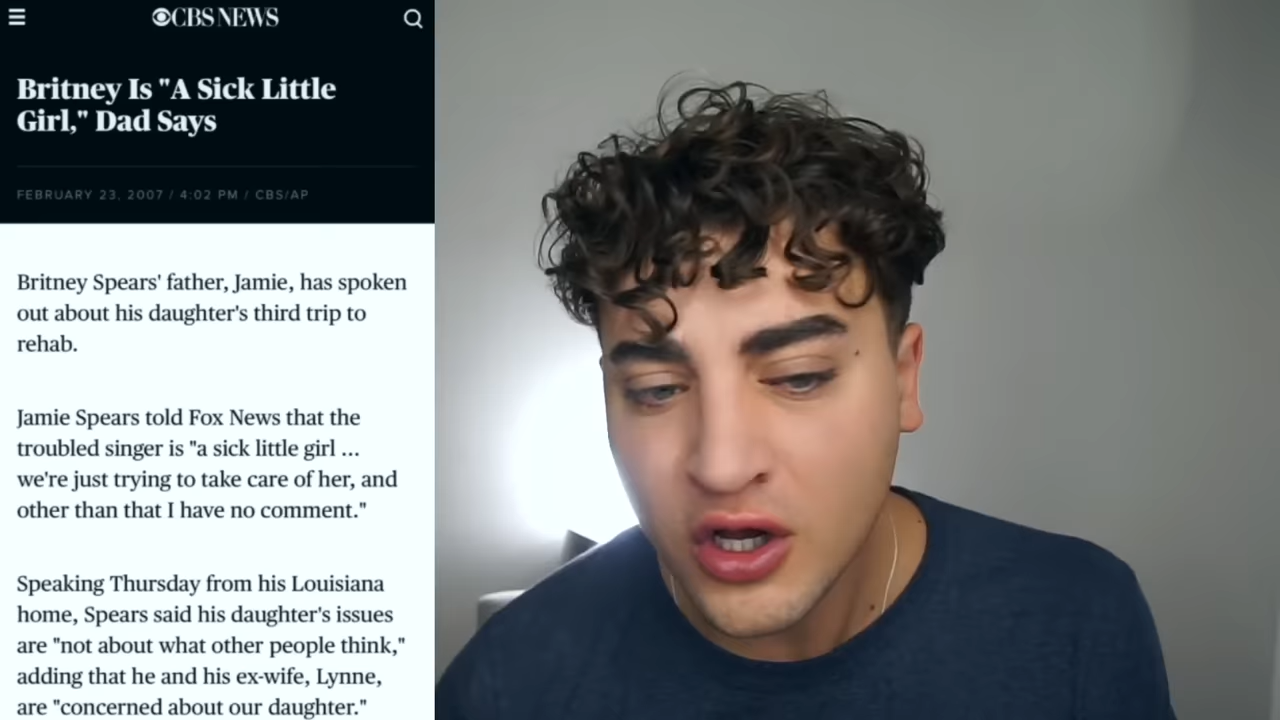 CBS NEWS
Britney Is "A Sick Little
Girl," Dad Says
FEBRUARY 23, 2007 / 4:02 PM / CBS/AP
Britney Spears' father, Jamie, has spoken
out about his daughter's third trip to
rehab.
Jamie Spears told Fox News that the
troubled singer is "a sick little girl ...
we're just trying to take care of her, and
other than that I have no comment."
Speaking Thursday from his Louisiana
home, Spears said his daughter's issues
are "not about what other people think,"
adding that he and his ex-wife, Lynne,
are "concerned about our daughter."